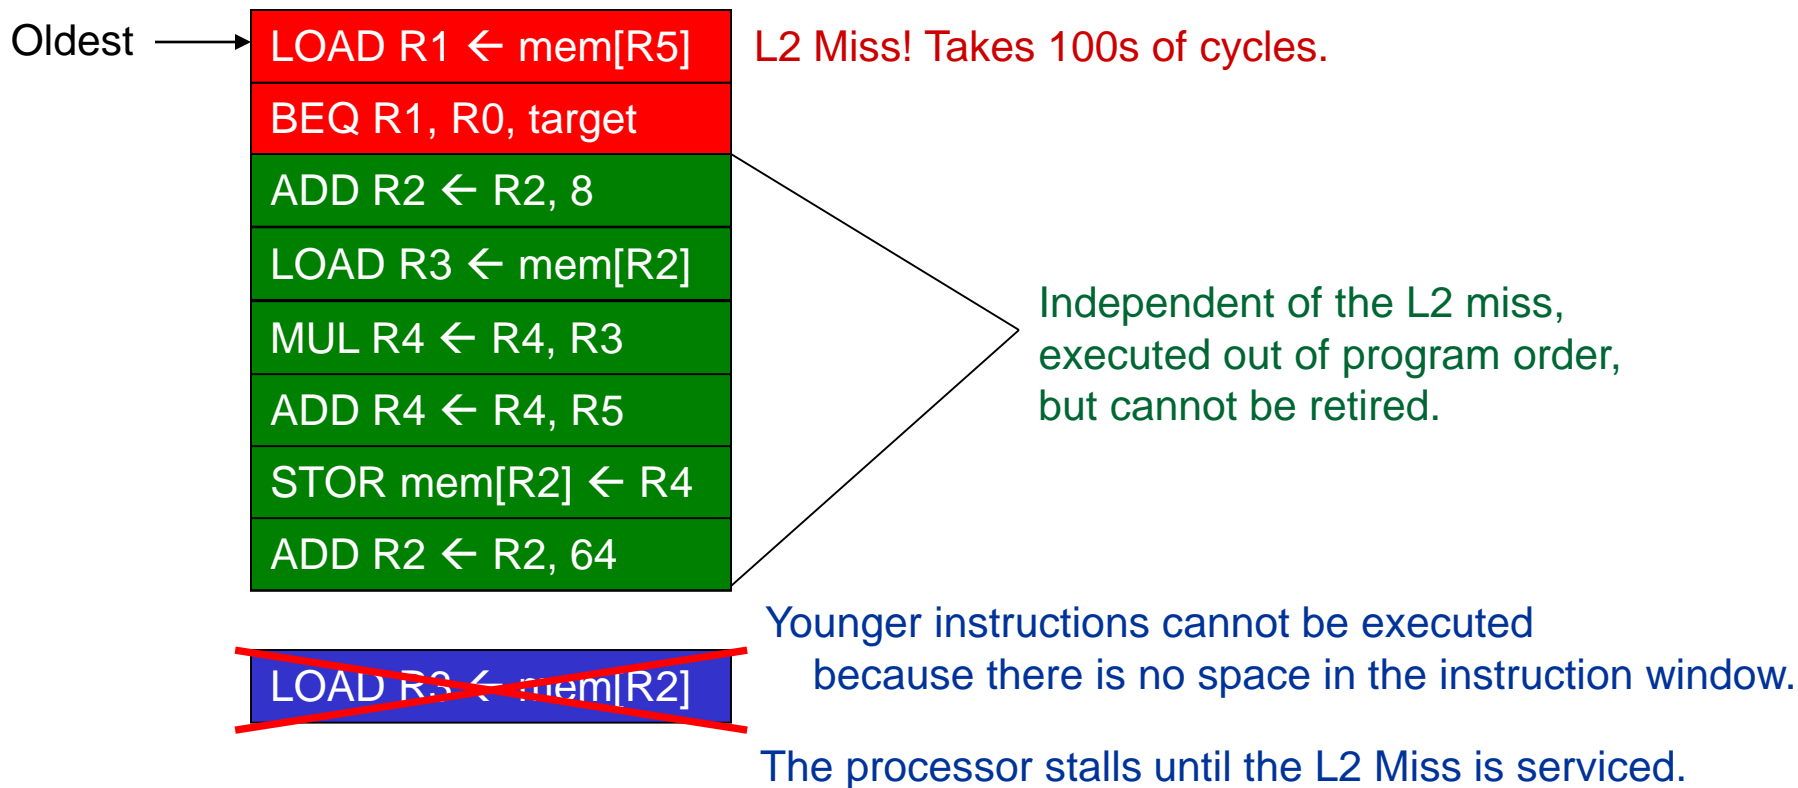 Oldest
LOAD R1 ← mem[R5]
L2 Miss! Takes 100s of cycles.
BEQ R1, R0, target
ADD R2 ← R2, 8
LOAD R3 ← mem[R2]
MUL R4 ← R4, R3
ADD R4 ← R4, R5
STOR mem[R2] ← R4
ADD R2 ← R2, 64
Independent of the L2 miss,
executed out of program order,
but cannot be retired.
LOAD R3 ← mem[R2]
Younger instructions cannot be executed
because there is no space in the instruction window.
The processor stalls until the L2 Miss is serviced.